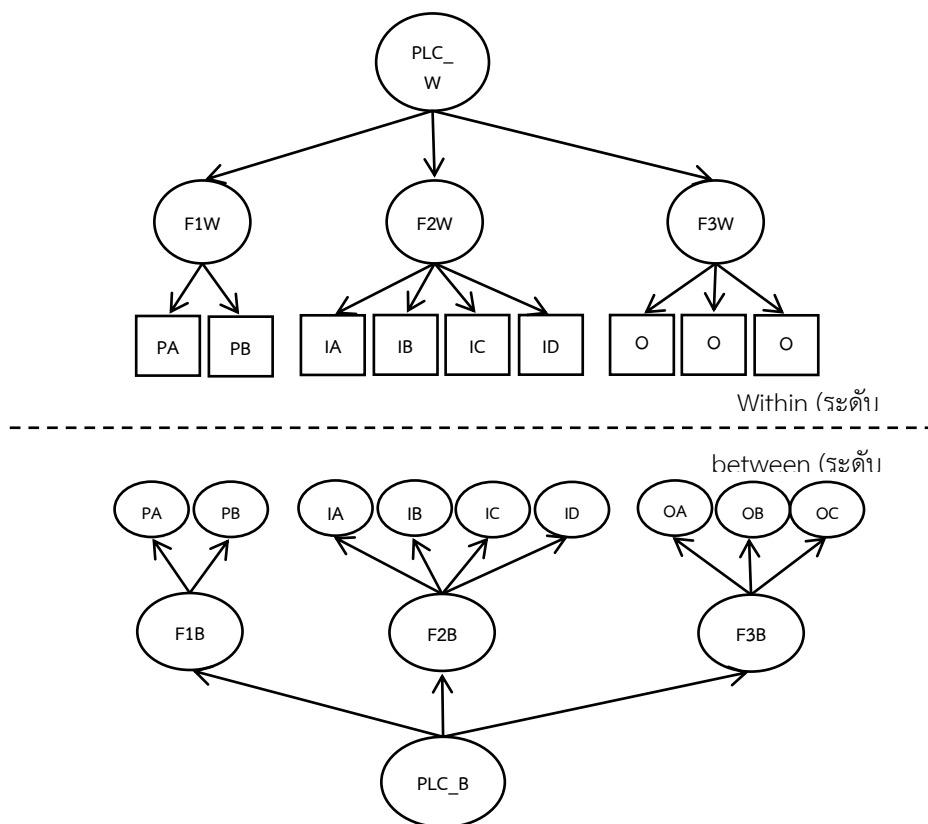 PLC_
W
F1W
F2W
F3W
PA
PB
IA
IB
IC
ID
O
O
O
Within (ระดับ
between (ระดับ
PA
PB
IA
IB
IC
ID
OA
OB
OC
F1B
F2B
F3B
PLC_B